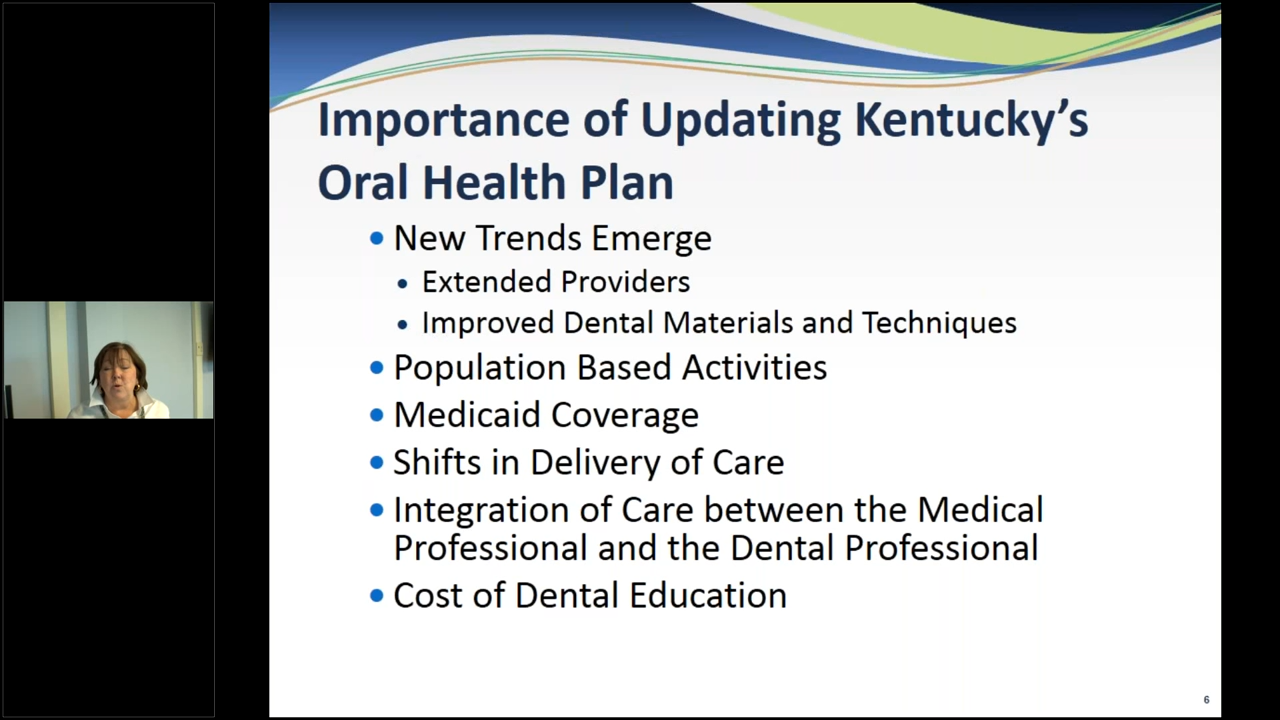 Importance of Updating Kentucky’s
Oral Health Plan
• New Trends Emerge
• Extended Providers
• Improved Dental Materials and Techniques
• Population Based Activities
• Medicaid Coverage
• Shifts in Delivery of Care
• Integration of Care between the Medical
Professional and the Dental Professional
• Cost of Dental Education
6